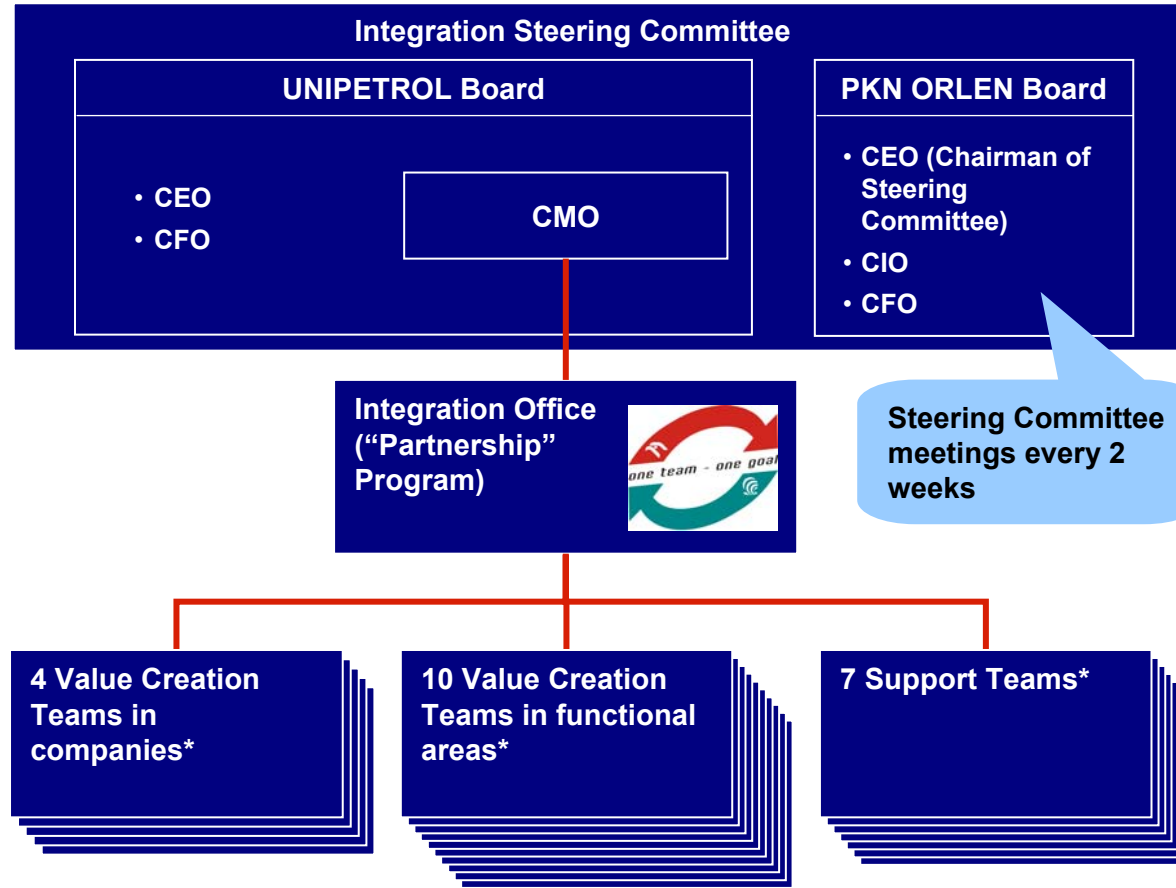 Integration Steering Committee
UNIPETROL Board
• CEO
• CFO
CMO
PKN ORLEN Board
• CEO (Chairman of
Steering
Committee)
• CIO
• CFO
Steering Committee
meetings every 2
weeks
Integration Office
(“Partnership”
Program)
one team - one goal
4 Value Creation
Teams in
companies*
10 Value Creation
Teams in functional
areas*
7 Support Teams*